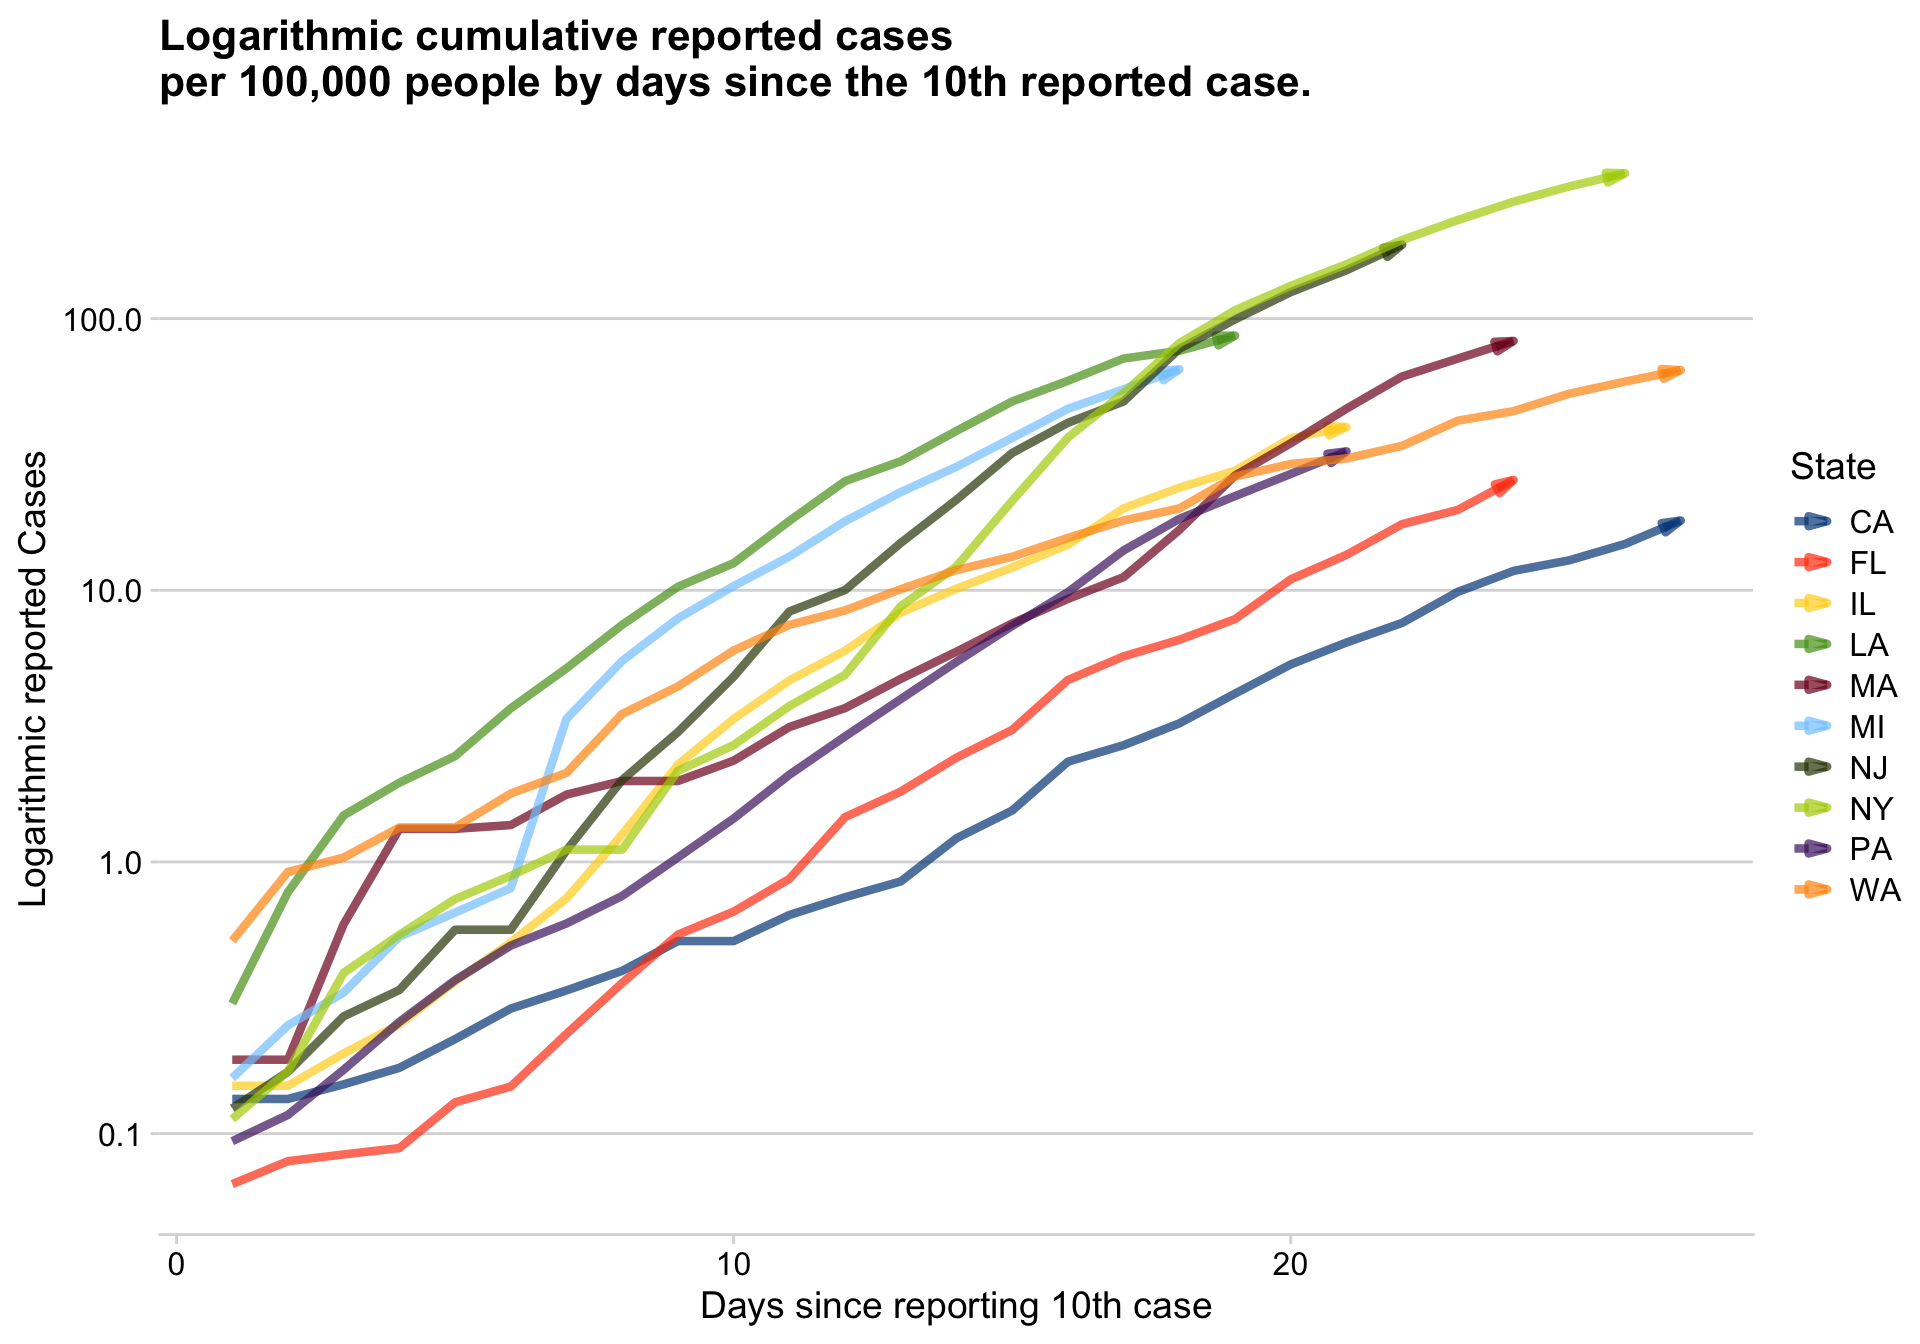 Logarithmic cumulative reported cases
per 100,000 people by days since the 10th reported case.
Logarithmic reported Cases
100.0
10.0
1.0
0.1
0
10
20
Days since reporting 10th case
State
CA
FL
IL
LA
MA
MI
NJ
NY
PA
WA